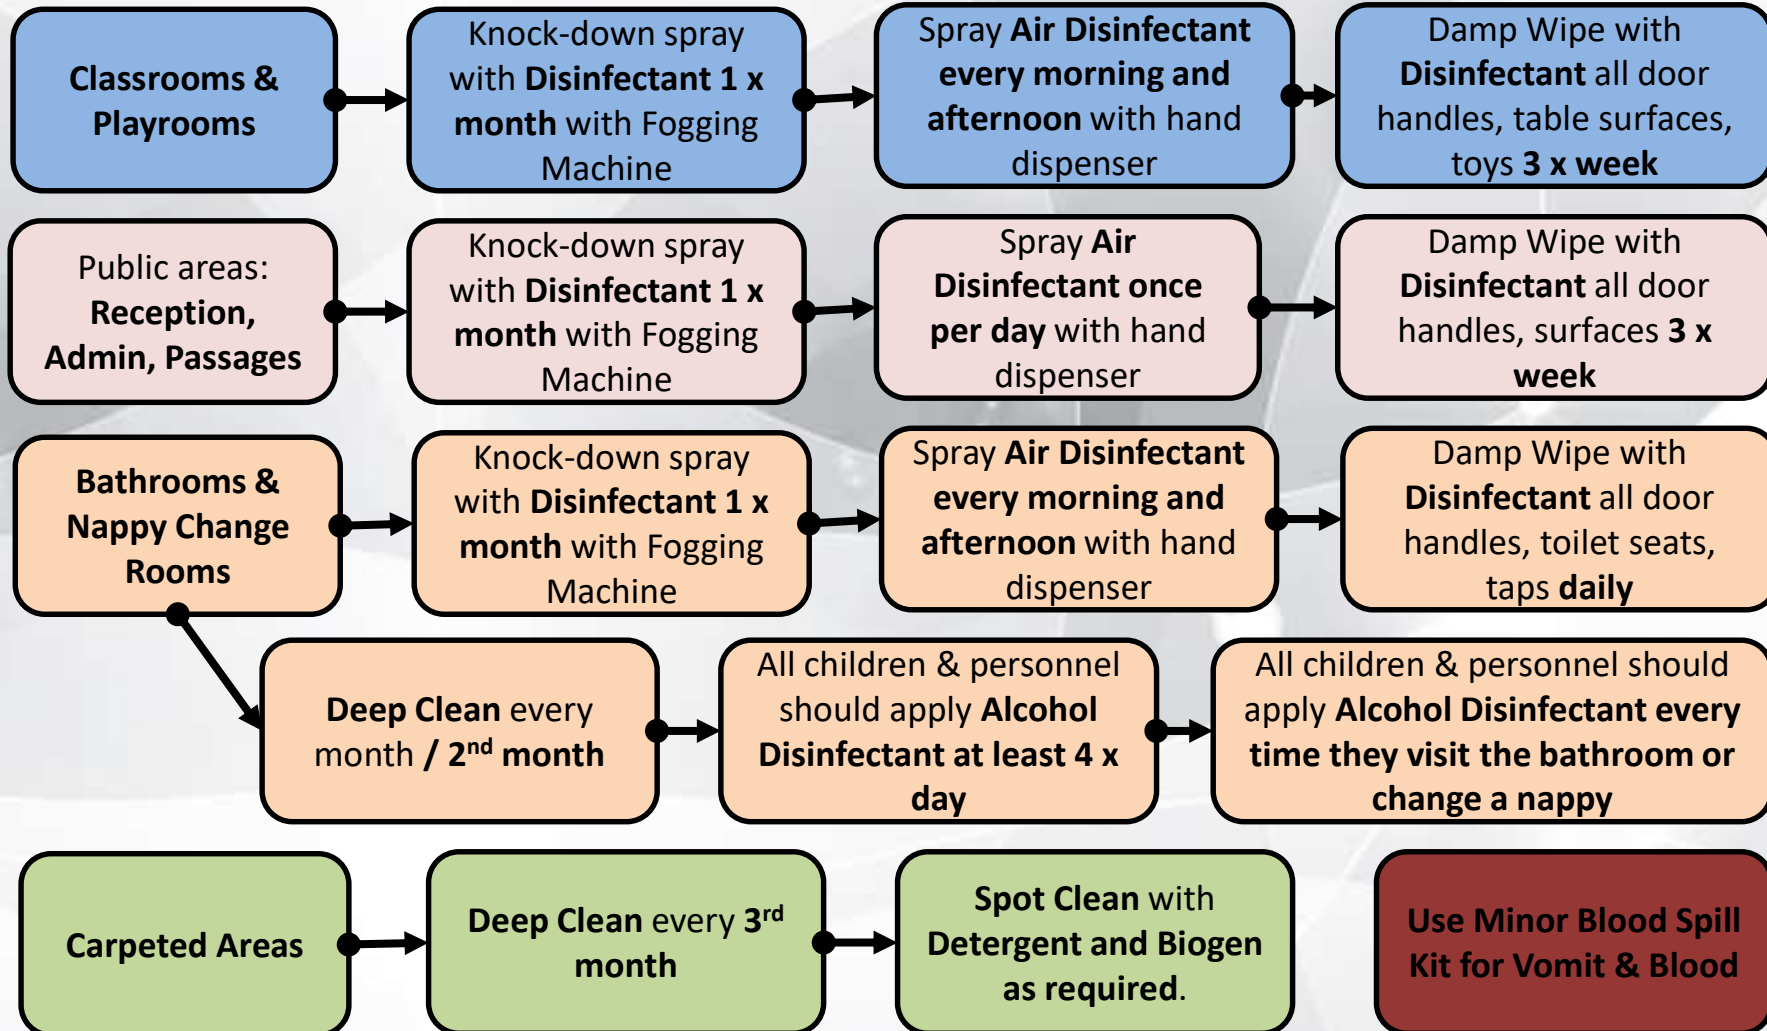 Classrooms &
Playrooms
Knock-down spray
with Disinfectant 1 x
month with Fogging
Machine
Spray Air Disinfectant
every morning and
afternoon with hand
dispenser
Damp Wipe with
Disinfectant all door
handles, table surfaces,
toys 3 x week
Public areas:
Reception,
Admin, Passages
Knock-down spray
with Disinfectant 1 x
month with Fogging
Machine
Spray Air
Disinfectant once
per day with hand
dispenser
Damp Wipe with
Disinfectant all door
handles, surfaces 3 x
week
Bathrooms &
Nappy Change
Rooms
Knock-down spray
with Disinfectant 1 x
month with Fogging
Machine
Spray Air Disinfectant
every morning and
afternoon with hand
dispenser
Damp Wipe with
Disinfectant all door
handles, toilet seats,
taps daily
Deep Clean every
month / 2nd month
All children & personnel
should apply Alcohol
Disinfectant at least 4 x
day
All children & personnel should
apply Alcohol Disinfectant every
time they visit the bathroom or
change a nappy
Carpeted Areas
Deep Clean every 3rd
month
Spot Clean with
Detergent and Biogen
as required.
Use Minor Blood Spill
Kit for Vomit & Blood